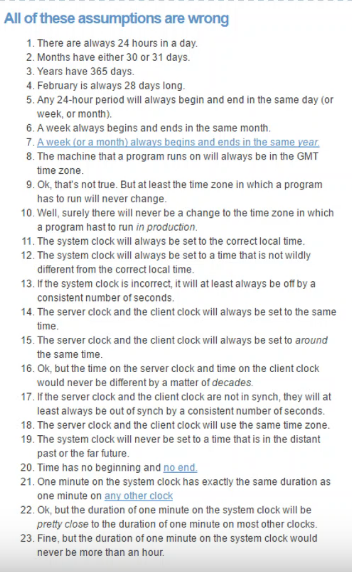 All of these assumptions are wrong
1. There are always 24 hours in a day.
2. Months have either 30 or 31 days.
3. Years have 365 days.
4. February is always 28 days long.
5. Any 24-hour period will always begin and end in the same day (or
week, or month).
6. A week always begins and ends in the same month.
7. A week (or a month) always begins and ends in the same year.
8. The machine that a program runs on will always be in the GMT
time zone.
9. Ok, that's not true. But at least the time zone in which a program
has to run will never change.
10. Well, surely there will never be a change to the time zone in which
a program hast to run in production.
11. The system clock will always be set to the correct local time.
12. The system clock will always be set to a time that is not wildly
different from the correct local time.
13. If the system clock is incorrect, it will at least always be off by a
consistent number of seconds.
14. The server clock and the client clock will always be set to the same
time.
15. The server clock and the client clock will always be set to around
the same time.
16. Ok, but the time on the server clock and time on the client clock
would never be different by a matter of decades.
17. If the server clock and the client clock are not in synch, they will at
least always be out of synch by a consistent number of seconds.
18. The server clock and the client clock will use the same time zone.
19. The system clock will never be set to a time that is in the distant
past or the far future.
20. Time has no beginning and no end.
21. One minute on the system clock has exactly the same duration as
one minute on any other clock
22. Ok, but the duration of one minute on the system clock will be
pretty close to the duration of one minute on most other clocks.
23. Fine, but the duration of one minute on the system clock would
never be more than an hour.